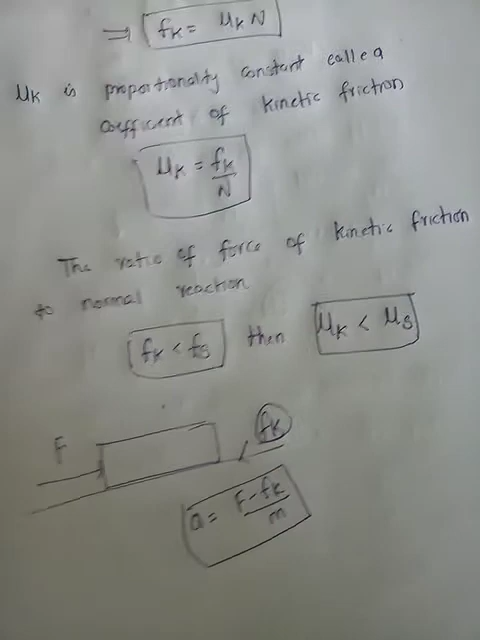 ⇒ fk = μk N
μk is proportionality constant called
coefficient of kinetic friction
μk = fk/N
The ratio of force of kinetic friction
to normal reaction
fk < fs then μk < μs
F
fk
a = F-fk/m